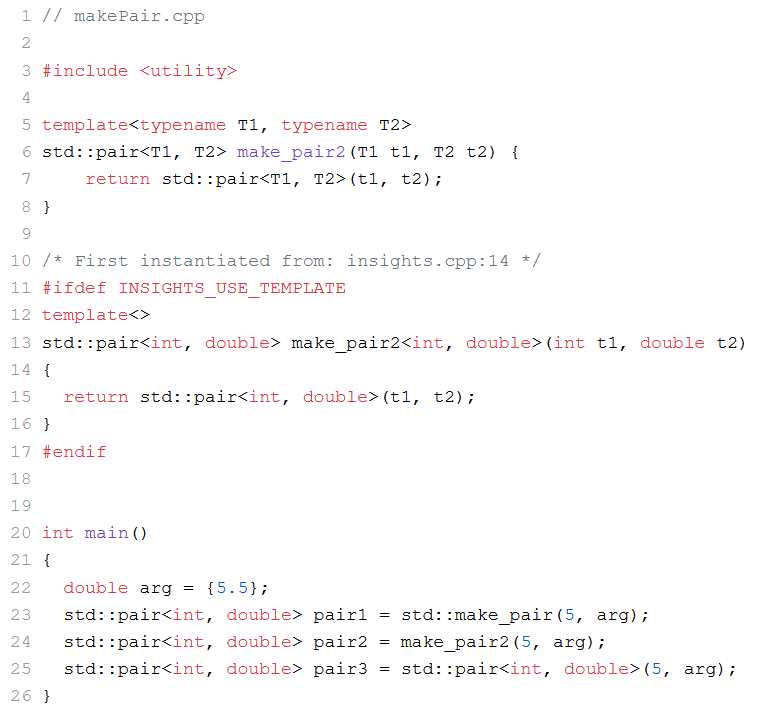 1 // makePair.cpp
2
3 #include <utility>
4
5 template<typename T1, typename T2>
6 std::pair<T1, T2> make_pair2(T1 t1, T2 t2) {
7     return std::pair<T1, T2>(t1, t2);
8 }
9
10 /* First instantiated from: insights.cpp:14 */
11 #ifdef INSIGHTS_USE_TEMPLATE
12 template<>
13 std::pair<int, double> make_pair2<int, double>(int t1, double t2)
14 {
15   return std::pair<int, double>(t1, t2);
16 }
17 #endif
18
19
20 int main()
21 {
22   double arg = {5.5};
23   std::pair<int, double> pair1 = std::make_pair(5, arg);
24   std::pair<int, double> pair2 = make_pair2(5, arg);
25   std::pair<int, double> pair3 = std::pair<int, double>(5, arg);
26 }